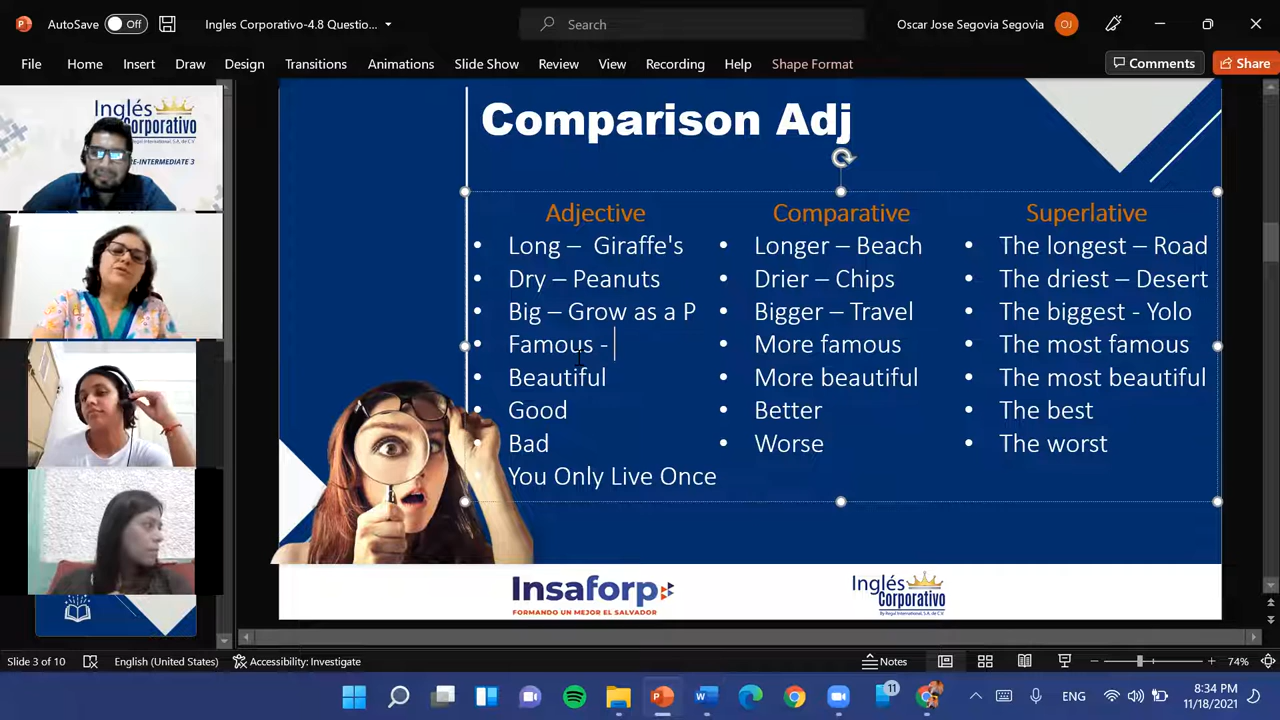 AutoSave Off Ingles Corporativo-4.8 Questio... Search Oscar Jose Segovia Segovia OJ
File Home Insert Draw Design Transitions Animations Slide Show Review View Recording Help Shape Format Comments Share
Inglés
Corporativo
RE-INTERMEDIATE 3
Comparison Adj
Adjective Comparative Superlative
• Long – Giraffe's • Longer – Beach • The longest – Road
• Dry – Peanuts • Drier – Chips • The driest – Desert
• Big – Grow as a P • Bigger – Travel • The biggest - Yolo
• Famous - • More famous • The most famous
• Beautiful • More beautiful • The most beautiful
• Good • Better • The best
• Bad • Worse • The worst
You Only Live Once
Insaforp
FORMANDO UN MEJOR EL SALVADOR
Inglés
Corporativo
Slide 3 of 10 English (United States) Accessibility: Investigate Notes 74%
11 ENG 8:34 PM
11/18/2021